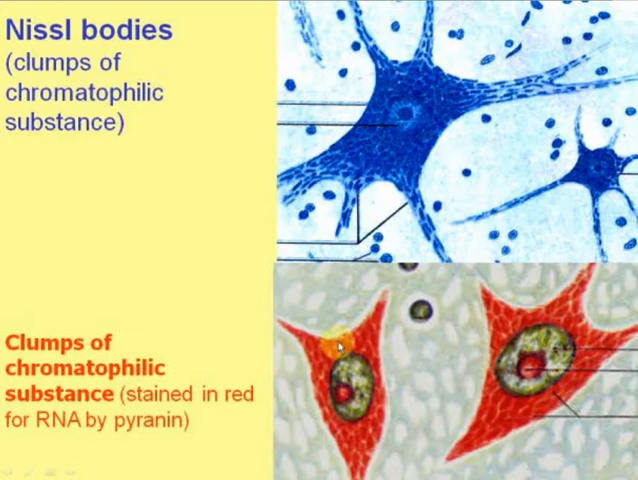 Nissl bodies
(clumps of
chromatophilic
substance)
Clumps of
chromatophilic
substance (stained in red
for RNA by pyranin)